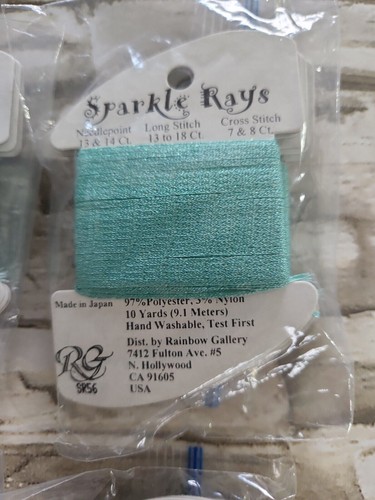 Sparkle Rays
Needlepoint Long Stitch Cross Stitch
13 & 14 Ct. 13 to 18 Ct. 7 & 8 Ct.
Made in Japan 97% Polyester, 3% Nylon
10 Yards (9.1 Meters)
Hand Washable, Test First
Dist. by Rainbow Gallery
7412 Fulton Ave. #5
N. Hollywood
CA 91605
USA
RG
SR56